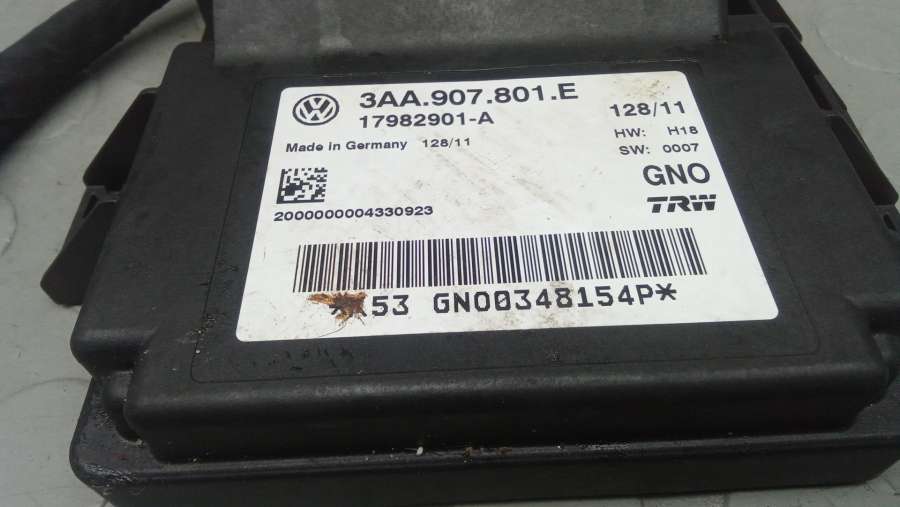 3AA.907.801.E
17982901-A
128/11
Made in Germany 128/11
HW: H18
SW: 0007
GNO
TRW
2000000004330923
53 GNO0348154P*